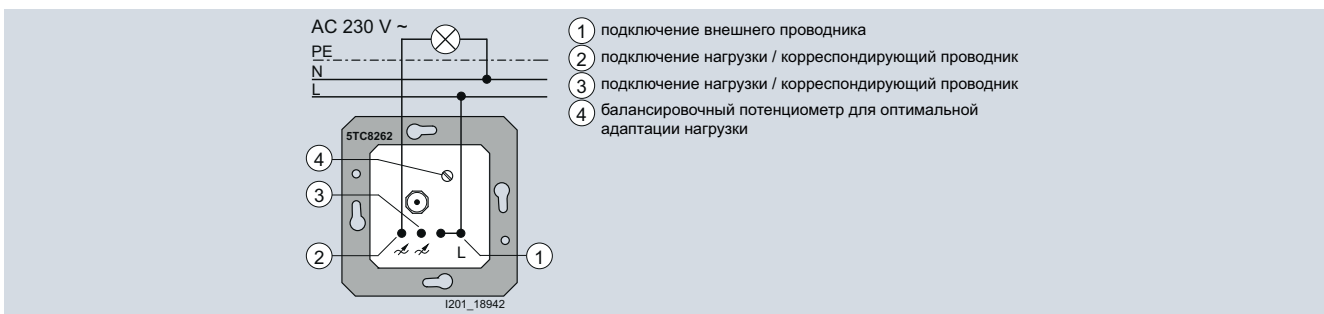 AC 230 V ~
PE
N
L
5TC8262
4
3
2
L
1
I201_18942
1 подключение внешнего проводника
2 подключение нагрузки / корреспондирующий проводник
3 подключение нагрузки / корреспондирующий проводник
4 балансировочный потенциометр для оптимальной
адаптации нагрузки